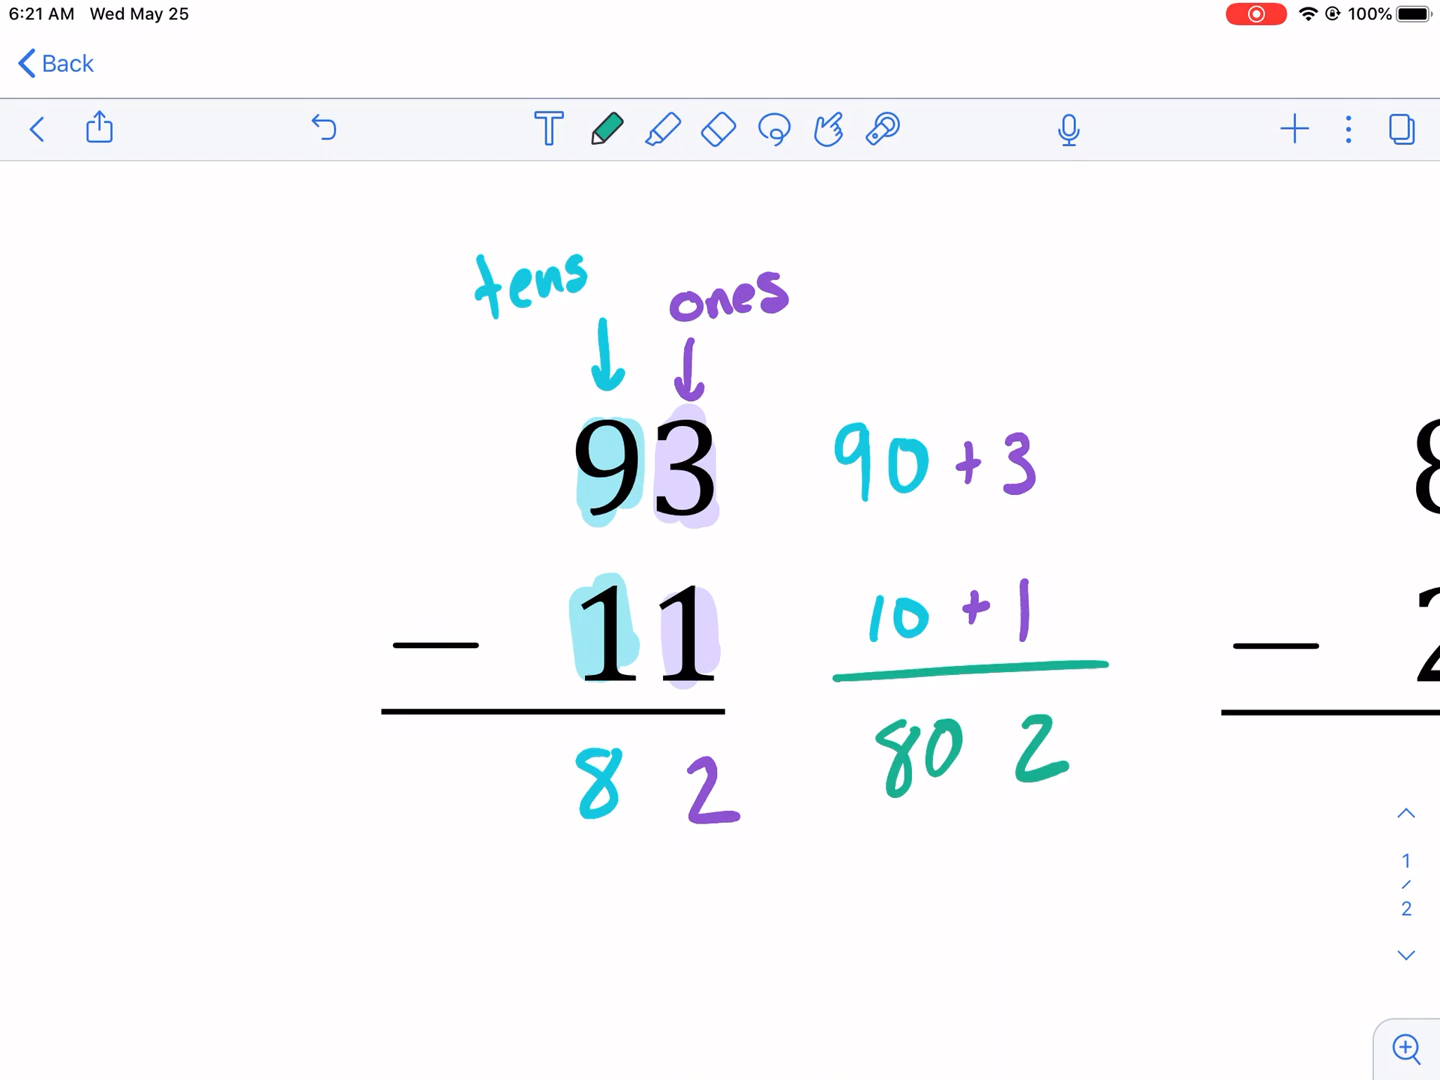 6:21 AM Wed May 25
100%
Back
T
tens
ones
93
90 + 3
8
— 11
10 + 1
— 2
82
80 2
1
/
2